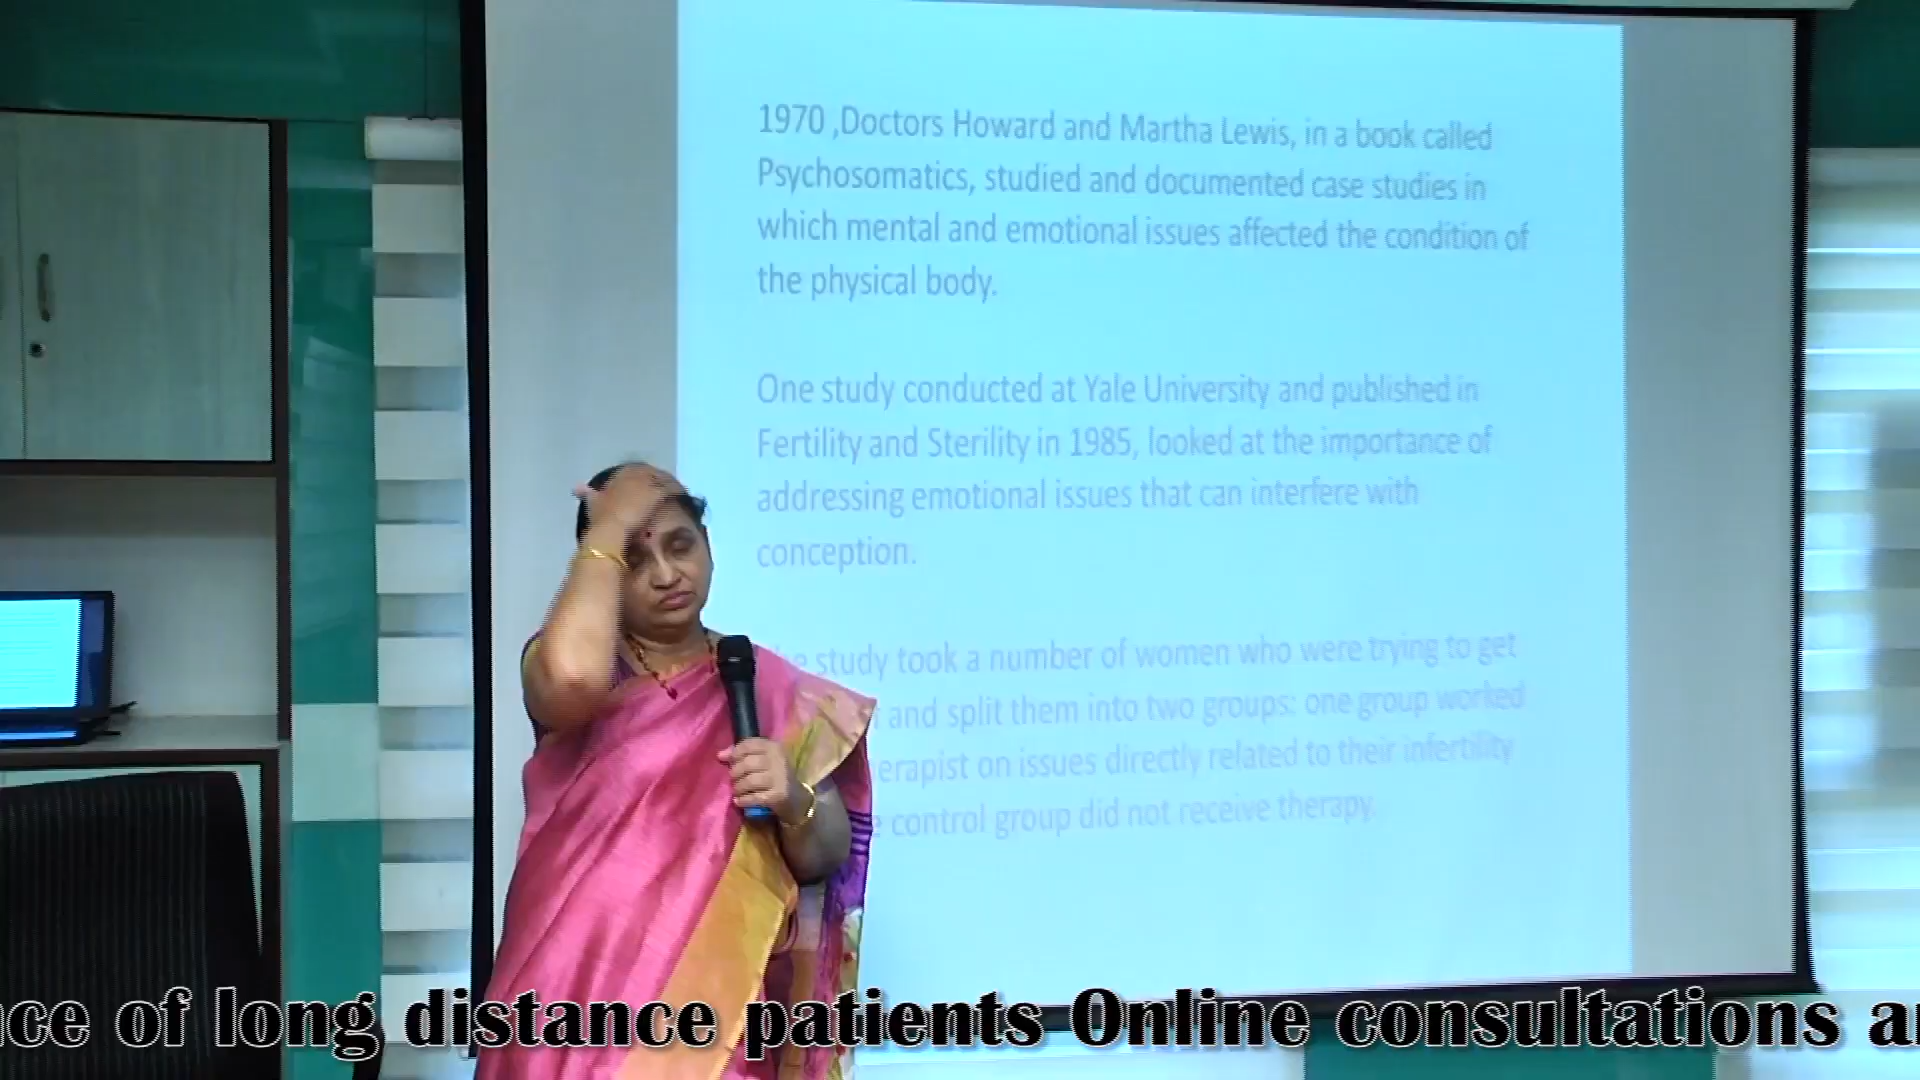 1970 ,Doctors Howard and Martha Lewis, in a book called
Psychosomatics, studied and documented case studies in
which mental and emotional issues affected the condition of
the physical body.
One study conducted at Yale University and published in
Fertility and Sterility in 1985, looked at the importance of
addressing emotional issues that can interfere with
conception.
study took a number of women who were trying to get
and split them into two groups: one group worked
on issues directly related to their infertility
control group did not receive therapy.
of long distance patients Online consultations